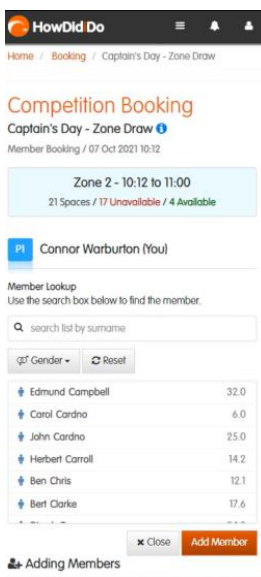 HowDidiDo
Home / Booking / Captain's Day - Zone Draw
Competition Booking
Captain's Day - Zone Draw
Member Booking / 07 Oct 2021 10:12
Zone 2 - 10:12 to 11:00
21 Spaces / 17 Unavailable / 4 Available
P1 Connor Warburton (You)
Member Lookup
Use the search box below to find the member.
search list by surname
Gender Reset
Edmund Campbell 32.0
Carol Cardno 6.0
John Cardno 25.0
Herbert Carroll 14.2
Ben Chris 12.1
Bert Clarke 17.6
× Close Add Member
Adding Members